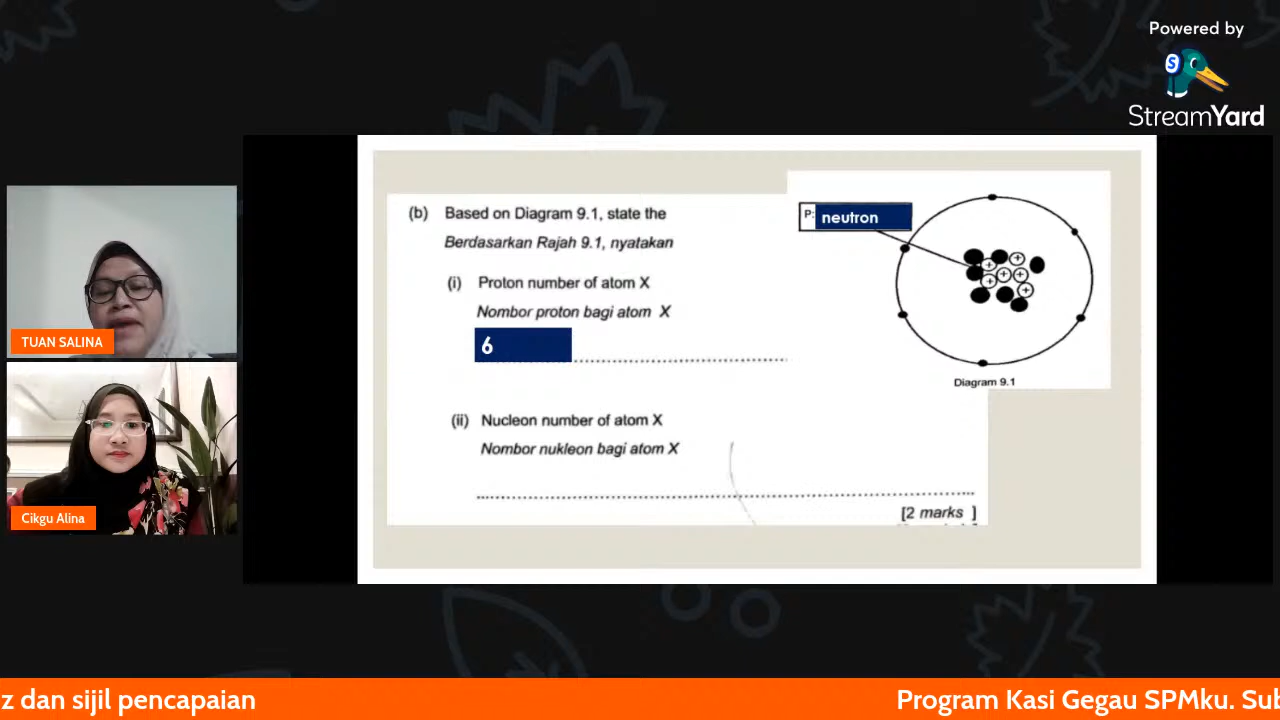 Powered by
StreamYard
(b) Based on Diagram 9.1, state the
Berdasarkan Rajah 9.1, nyatakan
(i) Proton number of atom X
Nombor proton bagi atom X
6
(ii) Nucleon number of atom X
Nombor nukleon bagi atom X
[2 marks ]
P: neutron
Diagram 9.1
TUAN SALINA
Cikgu Alina
z dan sijil pencapaian
Program Kasi Gegau SPMku. Sub